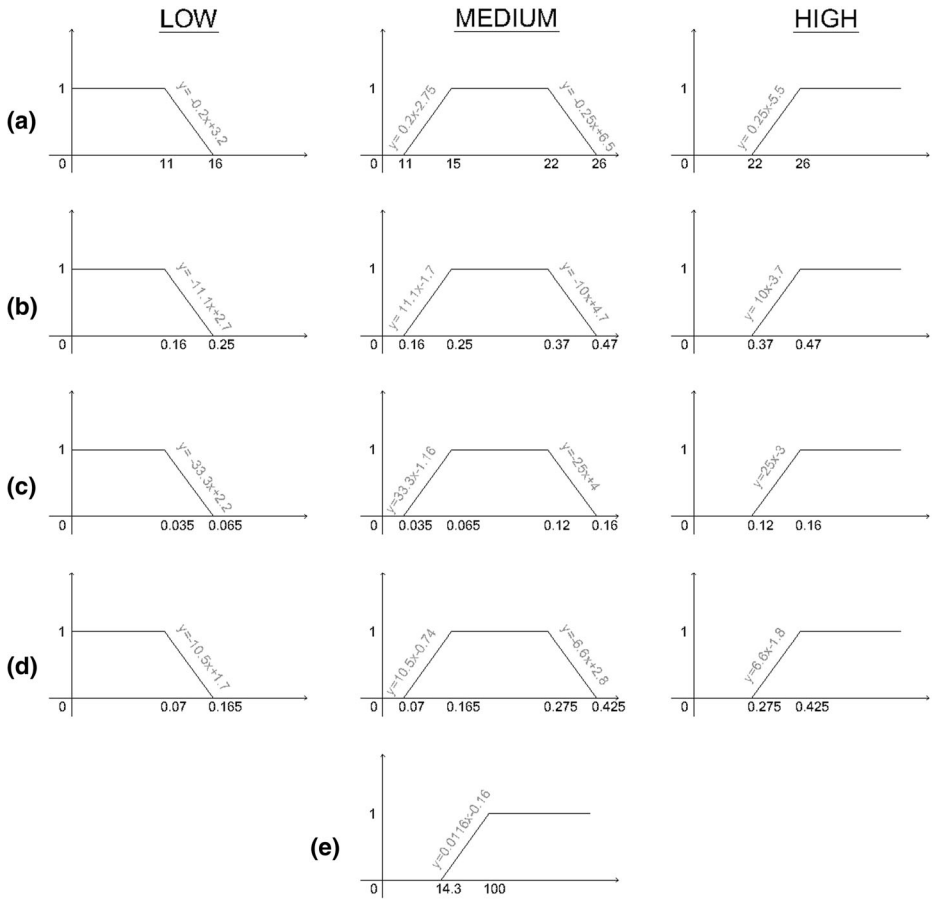 LOW MEDIUM HIGH
(a)
1 y= -0.2x+3.2
0 11 16
y= 0.2x-2.75 y= -0.25x+6.5
11 15 22 26
1 y= 0.25x-5.5
0 22 26
(b)
1 y= -11.1x+2.7
0 0.16 0.25
y= 11.1x-1.7 y= -10x+4.7
0 0.16 0.25 0.37 0.47
1 y= 10x-3.7
0 0.37 0.47
(c)
1 y= -33.3x+2.2
0 0.035 0.065
1 y=33.3x-1.16 y=-25x+4
0 0.035 0.065 0.12 0.16
1 y=25x-3
0 0.12 0.16
(d)
1 y=-10.5x+1.7
0 0.07 0.165
1 y=10.5x-0.74 y=-6.6x+2.8
0 0.07 0.165 0.275 0.425
1 y=6.6x-1.8
0 0.275 0.425
(e)
1 y=0.0116x-0.16
0 14.3 100